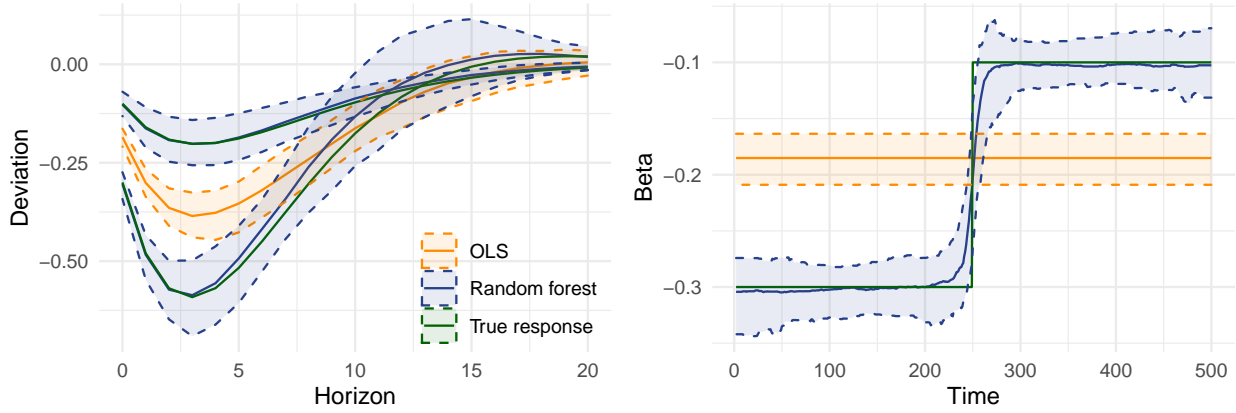 Deviation
0.00
−0.25
−0.50
0
5
10
15
20
Horizon
OLS
Random forest
True response
Beta
−0.1
−0.2
−0.3
0
100
200
300
400
500
Time